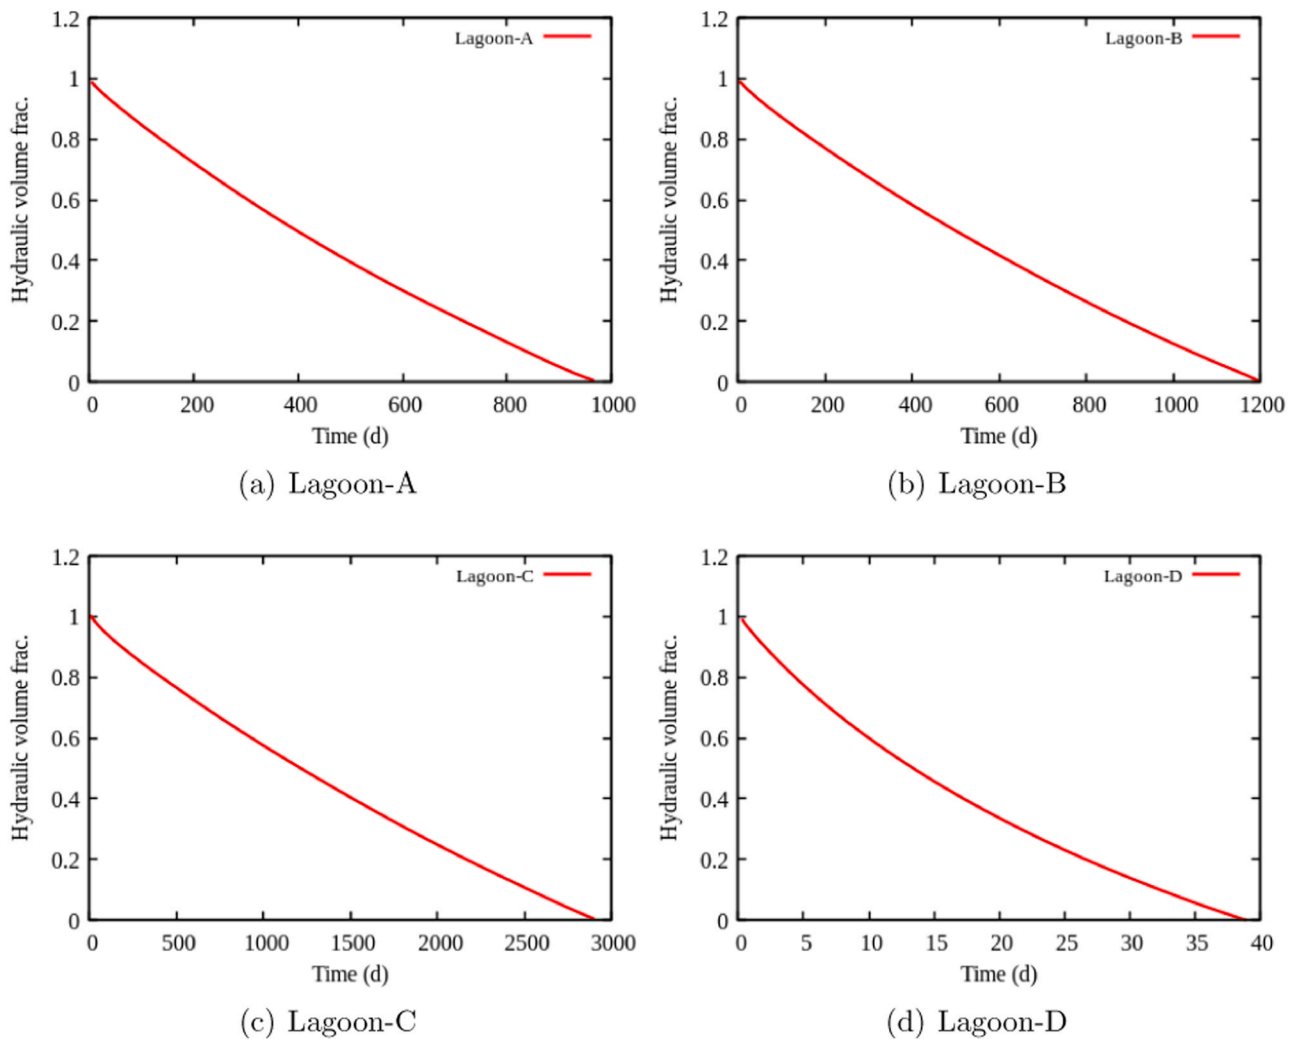 Lagoon-A
Hydraulic volume frac.
1.2
1
0.8
0.6
0.4
0.2
0
0 200 400 600 800 1000
Time (d)
(a) Lagoon-A
Lagoon-B
Hydraulic volume frac.
1.2
1
0.8
0.6
0.4
0.2
0
0 200 400 600 800 1000 1200
Time (d)
(b) Lagoon-B
Lagoon-C
Hydraulic volume frac.
1.2
1
0.8
0.6
0.4
0.2
0
0 500 1000 1500 2000 2500 3000
Time (d)
(c) Lagoon-C
Lagoon-D
Hydraulic volume frac.
1.2
1
0.8
0.6
0.4
0.2
0
0 5 10 15 20 25 30 35 40
Time (d)
(d) Lagoon-D